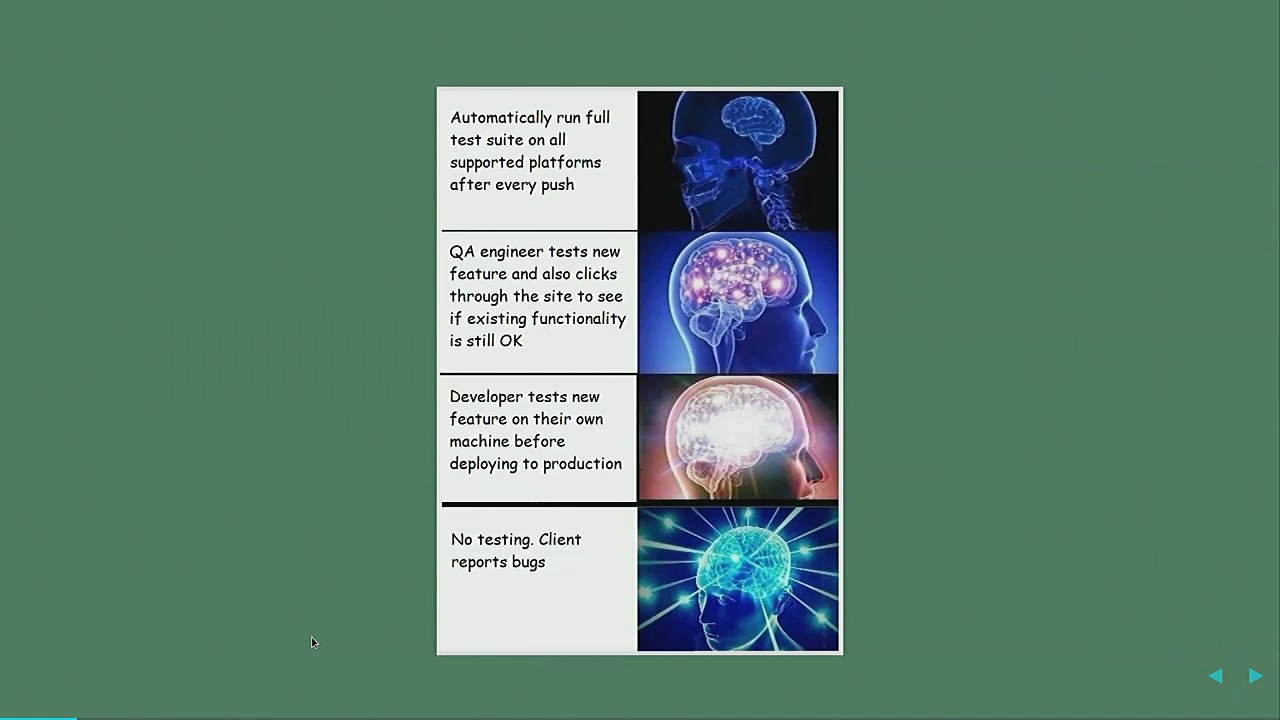 Automatically run full
test suite on all
supported platforms
after every push
QA engineer tests new
feature and also clicks
through the site to see
if existing functionality
is still OK
Developer tests new
feature on their own
machine before
deploying to production
No testing. Client
reports bugs